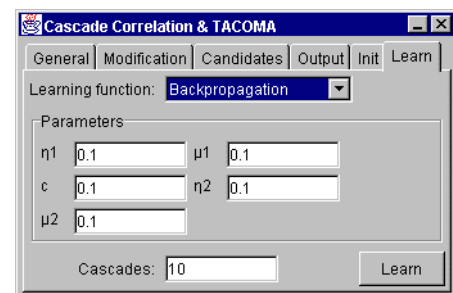 Cascade Correlation & TACOMA
General Modification Candidates Output Init Learn
Learning function: Backpropagation
Parameters
η1 0.1 μ1 0.1
c 0.1 η2 0.1
μ2 0.1
Cascades: 10 Learn